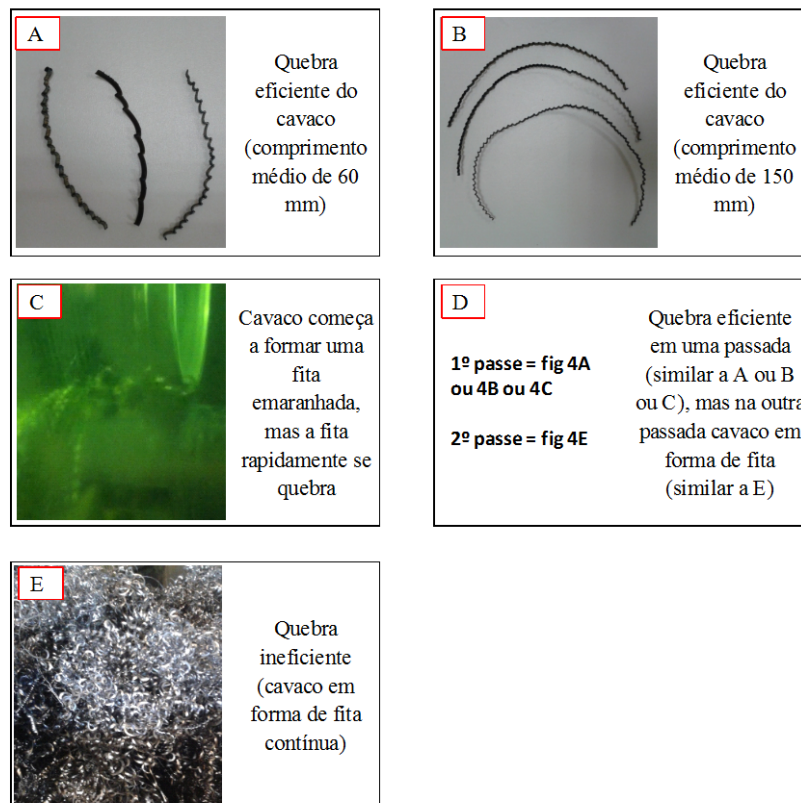 A
Quebra
eficiente do
cavaco
(comprimento
médio de 60
mm)
B
Quebra
eficiente do
cavaco
(comprimento
médio de 150
mm)
C
Cavaco começa
a formar uma
fita
emaranhada,
mas a fita
rapidamente se
quebra
D
1º passe = fig 4A
ou 4B ou 4C
2º passe = fig 4E
Quebra eficiente
em uma passada
(similar a A ou B
ou C), mas na outra
passada cavaco em
forma de fita
(similar a E)
E
Quebra
ineficiente
(cavaco em
forma de fita
contínua)